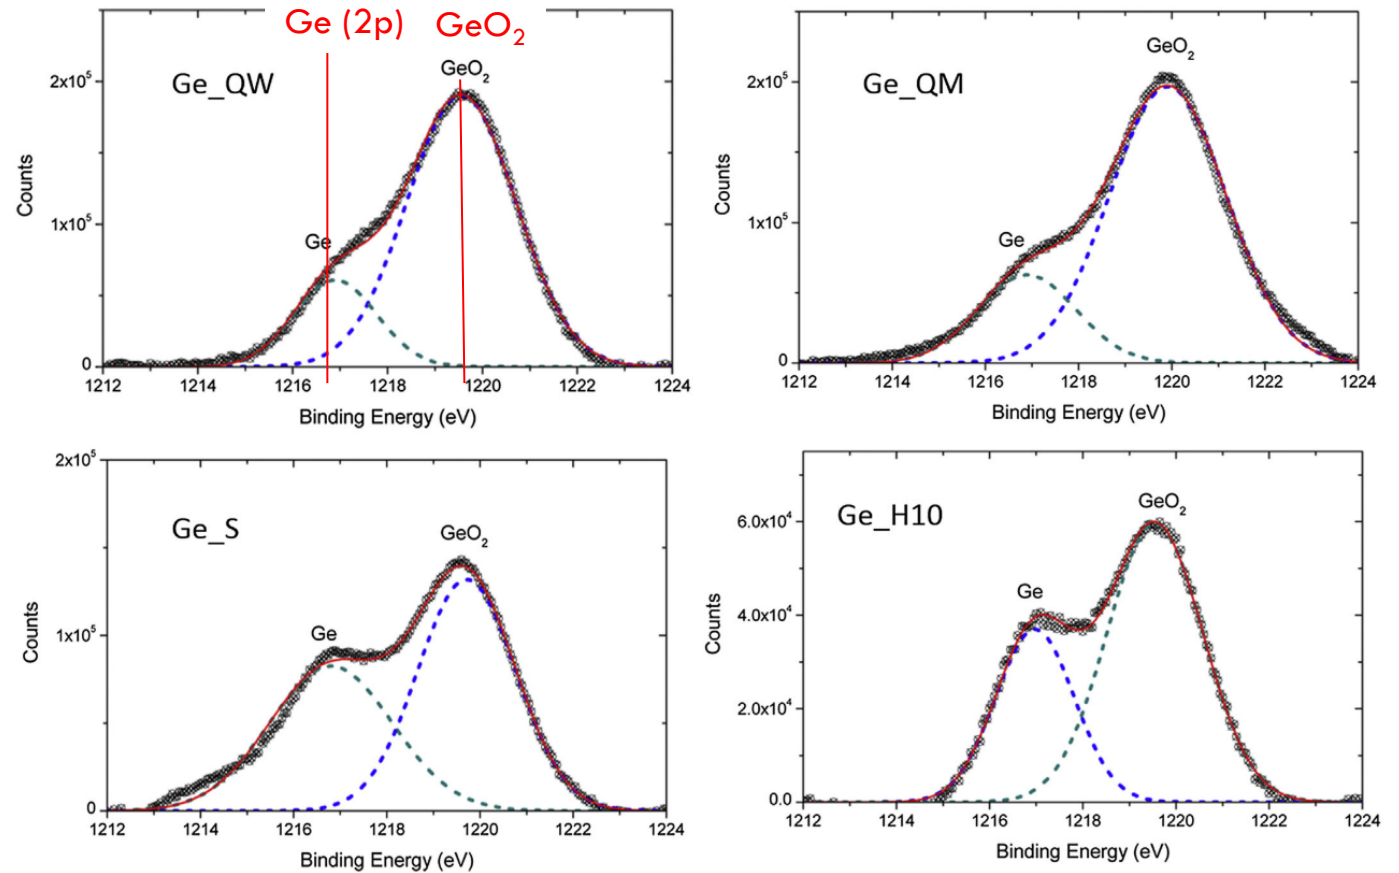 Ge (2p) GeO2
Ge_QW
GeO2
Ge
2x10^5
1x10^5
0
Counts
1212 1214 1216 1218 1220 1222 1224
Binding Energy (eV)
Ge_QM
GeO2
Ge
2x10^5
1x10^5
0
Counts
1212 1214 1216 1218 1220 1222 1224
Binding Energy (eV)
Ge_S
GeO2
Ge
2x10^5
1x10^5
0
Counts
1212 1214 1216 1218 1220 1222 1224
Binding Energy (eV)
Ge_H10
GeO2
Ge
6.0x10^4
4.0x10^4
2.0x10^4
0.0
Counts
1212 1214 1216 1218 1220 1222 1224
Binding Energy (eV)